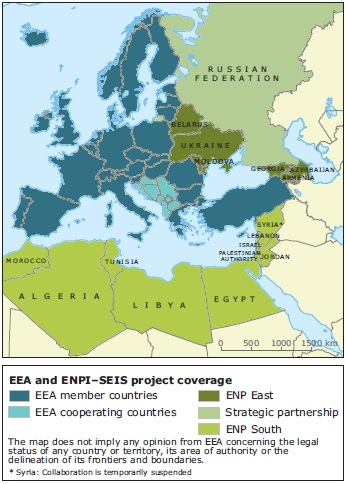 RUSSIAN
FEDERATION
BELARUS
UKRAINE
MOLDOVA
GEORGIA
AZERBAIJAN
ARMENIA
SYRIA*
LEBANON
ISRAEL
PALESTINIAN
AUTHORITY
JORDAN
MOROCCO
TUNISIA
ALGERIA
LIBYA
EGYPT
0 500 1000 1500 km
EEA and ENPI–SEIS project coverage
EEA member countries
EEA cooperating countries
ENP East
Strategic partnership
ENP South
The map does not imply any opinion from EEA concerning the legal
status of any country or territory, its area of authority or the
delineation of its frontiers and boundaries.
* Syria: Collaboration is temporarily suspended